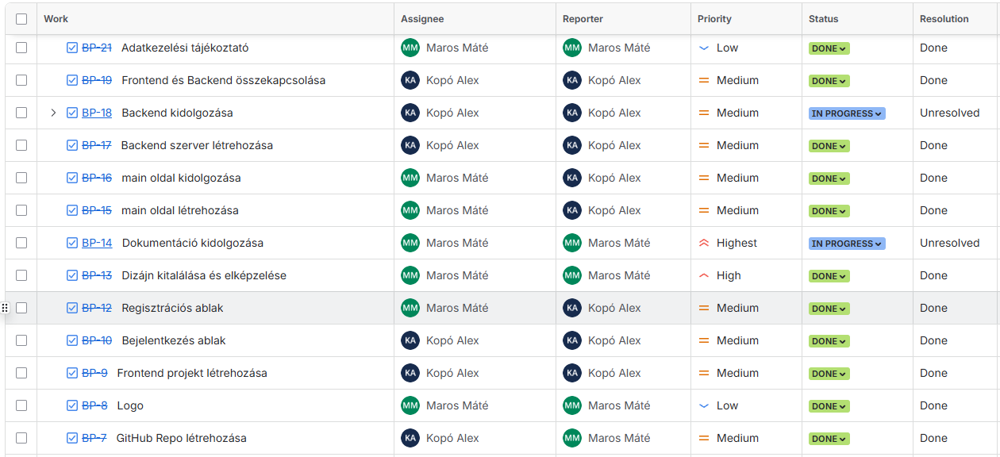 Work Assignee Reporter Priority Status Resolution
BP-21 Adatkezelési tájékoztató MM Maros Máté MM Maros Máté Low DONE Done
BP-19 Frontend és Backend összekapcsolása KA Kopó Alex KA Kopó Alex Medium DONE Done
BP-18 Backend kidolgozása KA Kopó Alex KA Kopó Alex Medium IN PROGRESS Unresolved
BP-17 Backend szerver létrehozása KA Kopó Alex KA Kopó Alex Medium DONE Done
BP-16 main oldal kidolgozása MM Maros Máté KA Kopó Alex Medium DONE Done
BP-15 main oldal létrehozása MM Maros Máté KA Kopó Alex Medium DONE Done
BP-14 Dokumentáció kidolgozása MM Maros Máté MM Maros Máté Highest IN PROGRESS Unresolved
BP-13 Dizájn kitalálása és elképzelése MM Maros Máté MM Maros Máté High DONE Done
BP-12 Regisztrációs ablak MM Maros Máté KA Kopó Alex Medium DONE Done
BP-10 Bejelentkezés ablak KA Kopó Alex KA Kopó Alex Medium DONE Done
BP-9 Frontend projekt létrehozása KA Kopó Alex KA Kopó Alex Medium DONE Done
BP-8 Logo MM Maros Máté MM Maros Máté Low DONE Done
BP-7 GitHub Repo létrehozása KA Kopó Alex MM Maros Máté Medium DONE Done